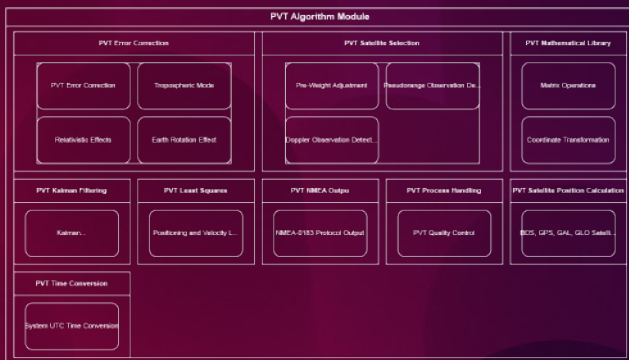 PVT Algorithm Module
PVT Error Correction
PVT Satellite Selection
PVT Mathematical Library
PVT Error Correction
Tropospheric Mode
Pre-Weight Adjustment
Pseudorange Observation De...
Matrix Operations
Relativistic Effects
Earth Rotation Effect
Doppler Observation Detect...
Coordinate Transformation
PVT Kalman Filtering
PVT Least Squares
PVT NMEA Outpu
PVT Process Handling
PVT Satellite Position Calculation
Kalman...
Positioning and Velocity L...
NMEA-0183 Protocol Output
PVT Quality Control
BDS, GPS, GAL, GLO Satelli...
PVT Time Conversion
System UTC Time Conversion